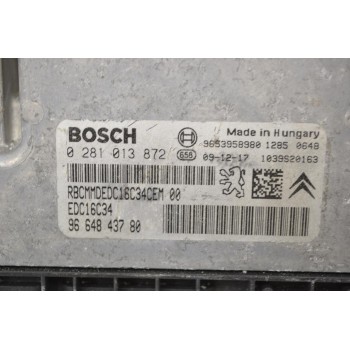 BOSCH
Made in Hungary
9653958980 1285 0648
0 281 013 872 658 09-12-17 1039S20163
RBCMMDEDC16C34CEM 00
EDC16C34
96 648 437 80